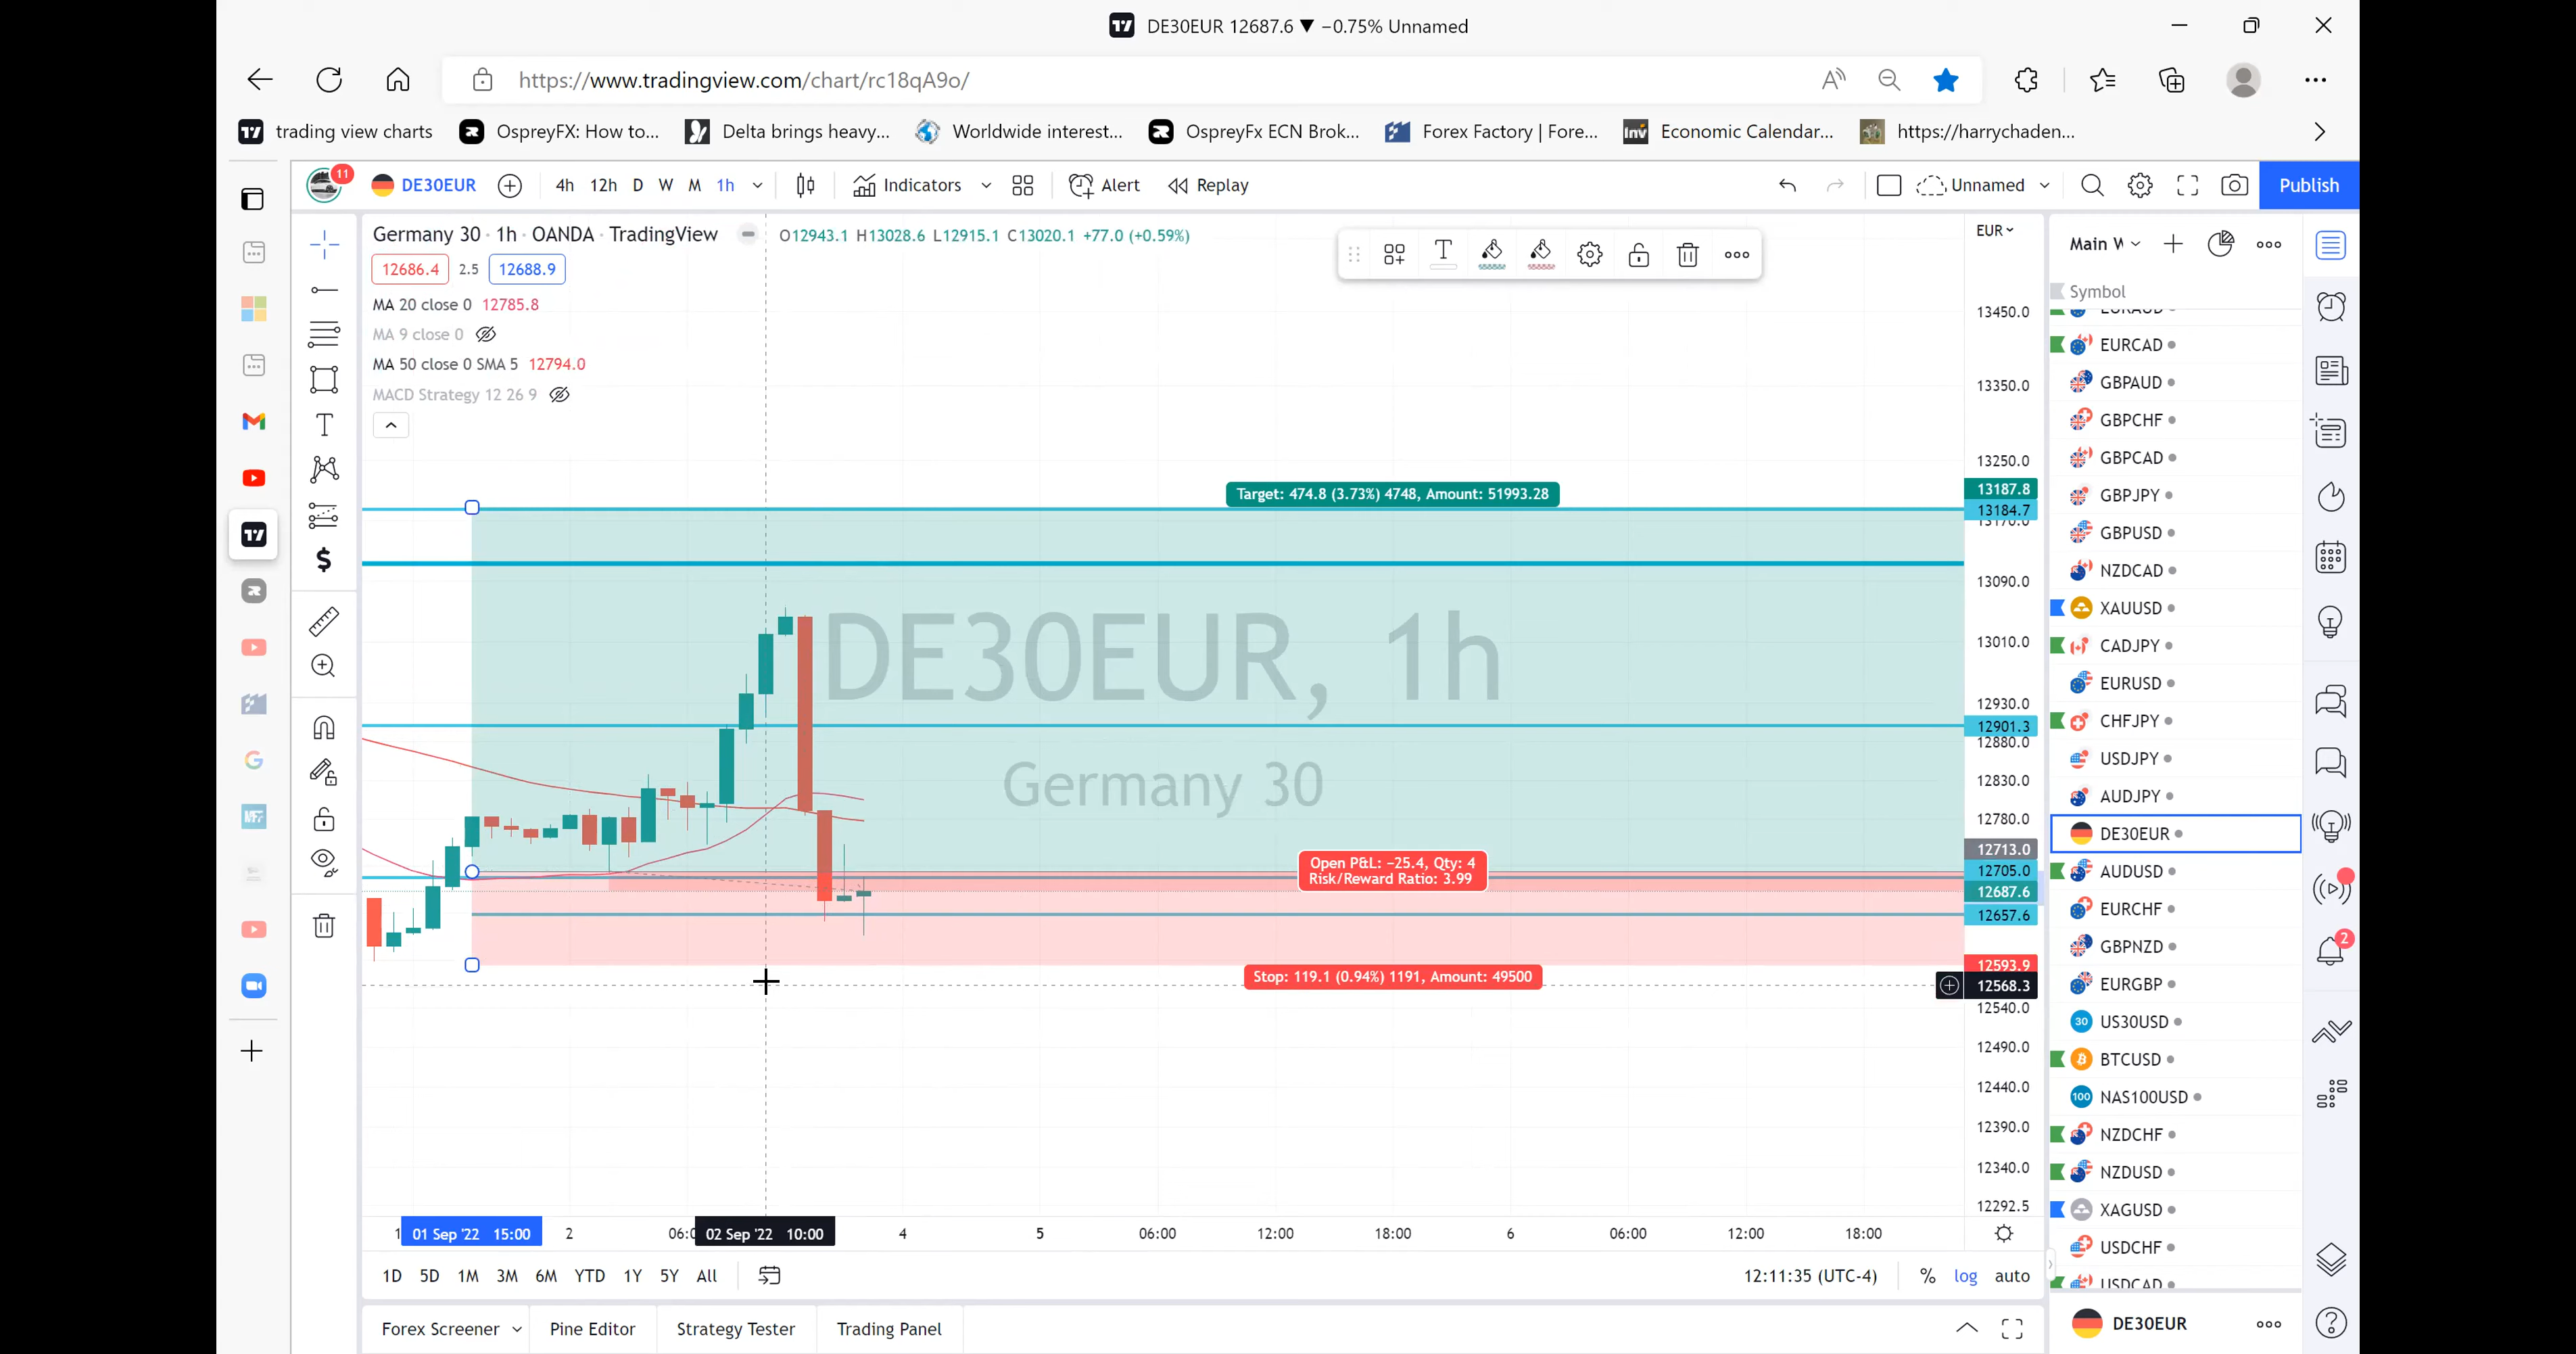 DE30EUR 12687.6 ▼ −0.75% Unnamed
https://www.tradingview.com/chart/rc18qA9o/
trading view charts
OspreyFX: How to...
Delta brings heavy...
Worldwide interest...
OspreyFx ECN Brok...
Forex Factory | Fore...
Economic Calendar...
https://harrychaden...
11
DE30EUR
4h 12h D W M 1h
Indicators
Alert
Replay
Unnamed
Publish
Germany 30 · 1h · OANDA · TradingView
O12943.1 H13028.6 L12915.1 C13020.1 +77.0 (+0.59%)
12686.4 2.5 12688.9
MA 20 close 0 12785.8
MA 9 close 0
MA 50 close 0 SMA 5 12794.0
MACD Strategy 12 26 9
DE30EUR, 1h
Germany 30
Target: 474.8 (3.73%) 4748, Amount: 51993.28
Open P&L: −25.4, Qty: 4
Risk/Reward Ratio: 3.99
Stop: 119.1 (0.94%) 1191, Amount: 49500
EUR
13450.0
13350.0
13250.0
13187.8
13184.7
13170.0
13090.0
13010.0
12930.0
12901.3
12880.0
12830.0
12780.0
12713.0
12705.0
12687.6
12657.6
12593.9
12568.3
12540.0
12490.0
12440.0
12390.0
12340.0
12292.5
01 Sep '22 15:00
2
06:0
02 Sep '22 10:00
4
5
06:00
12:00
18:00
6
06:00
12:00
18:00
1D 5D 1M 3M 6M YTD 1Y 5Y All
12:11:35 (UTC-4)
% log auto
Forex Screener
Pine Editor
Strategy Tester
Trading Panel
Main
Symbol
EURAUD
EURCAD
GBPAUD
GBPCHF
GBPCAD
GBPJPY
GBPUSD
NZDCAD
XAUUSD
CADJPY
EURUSD
CHFJPY
USDJPY
AUDJPY
DE30EUR
AUDUSD
EURCHF
GBPNZD
EURGBP
30 US30USD
BTCUSD
100 NAS100USD
NZDCHF
NZDUSD
XAGUSD
USDCHF
USDCAD
DE30EUR
2